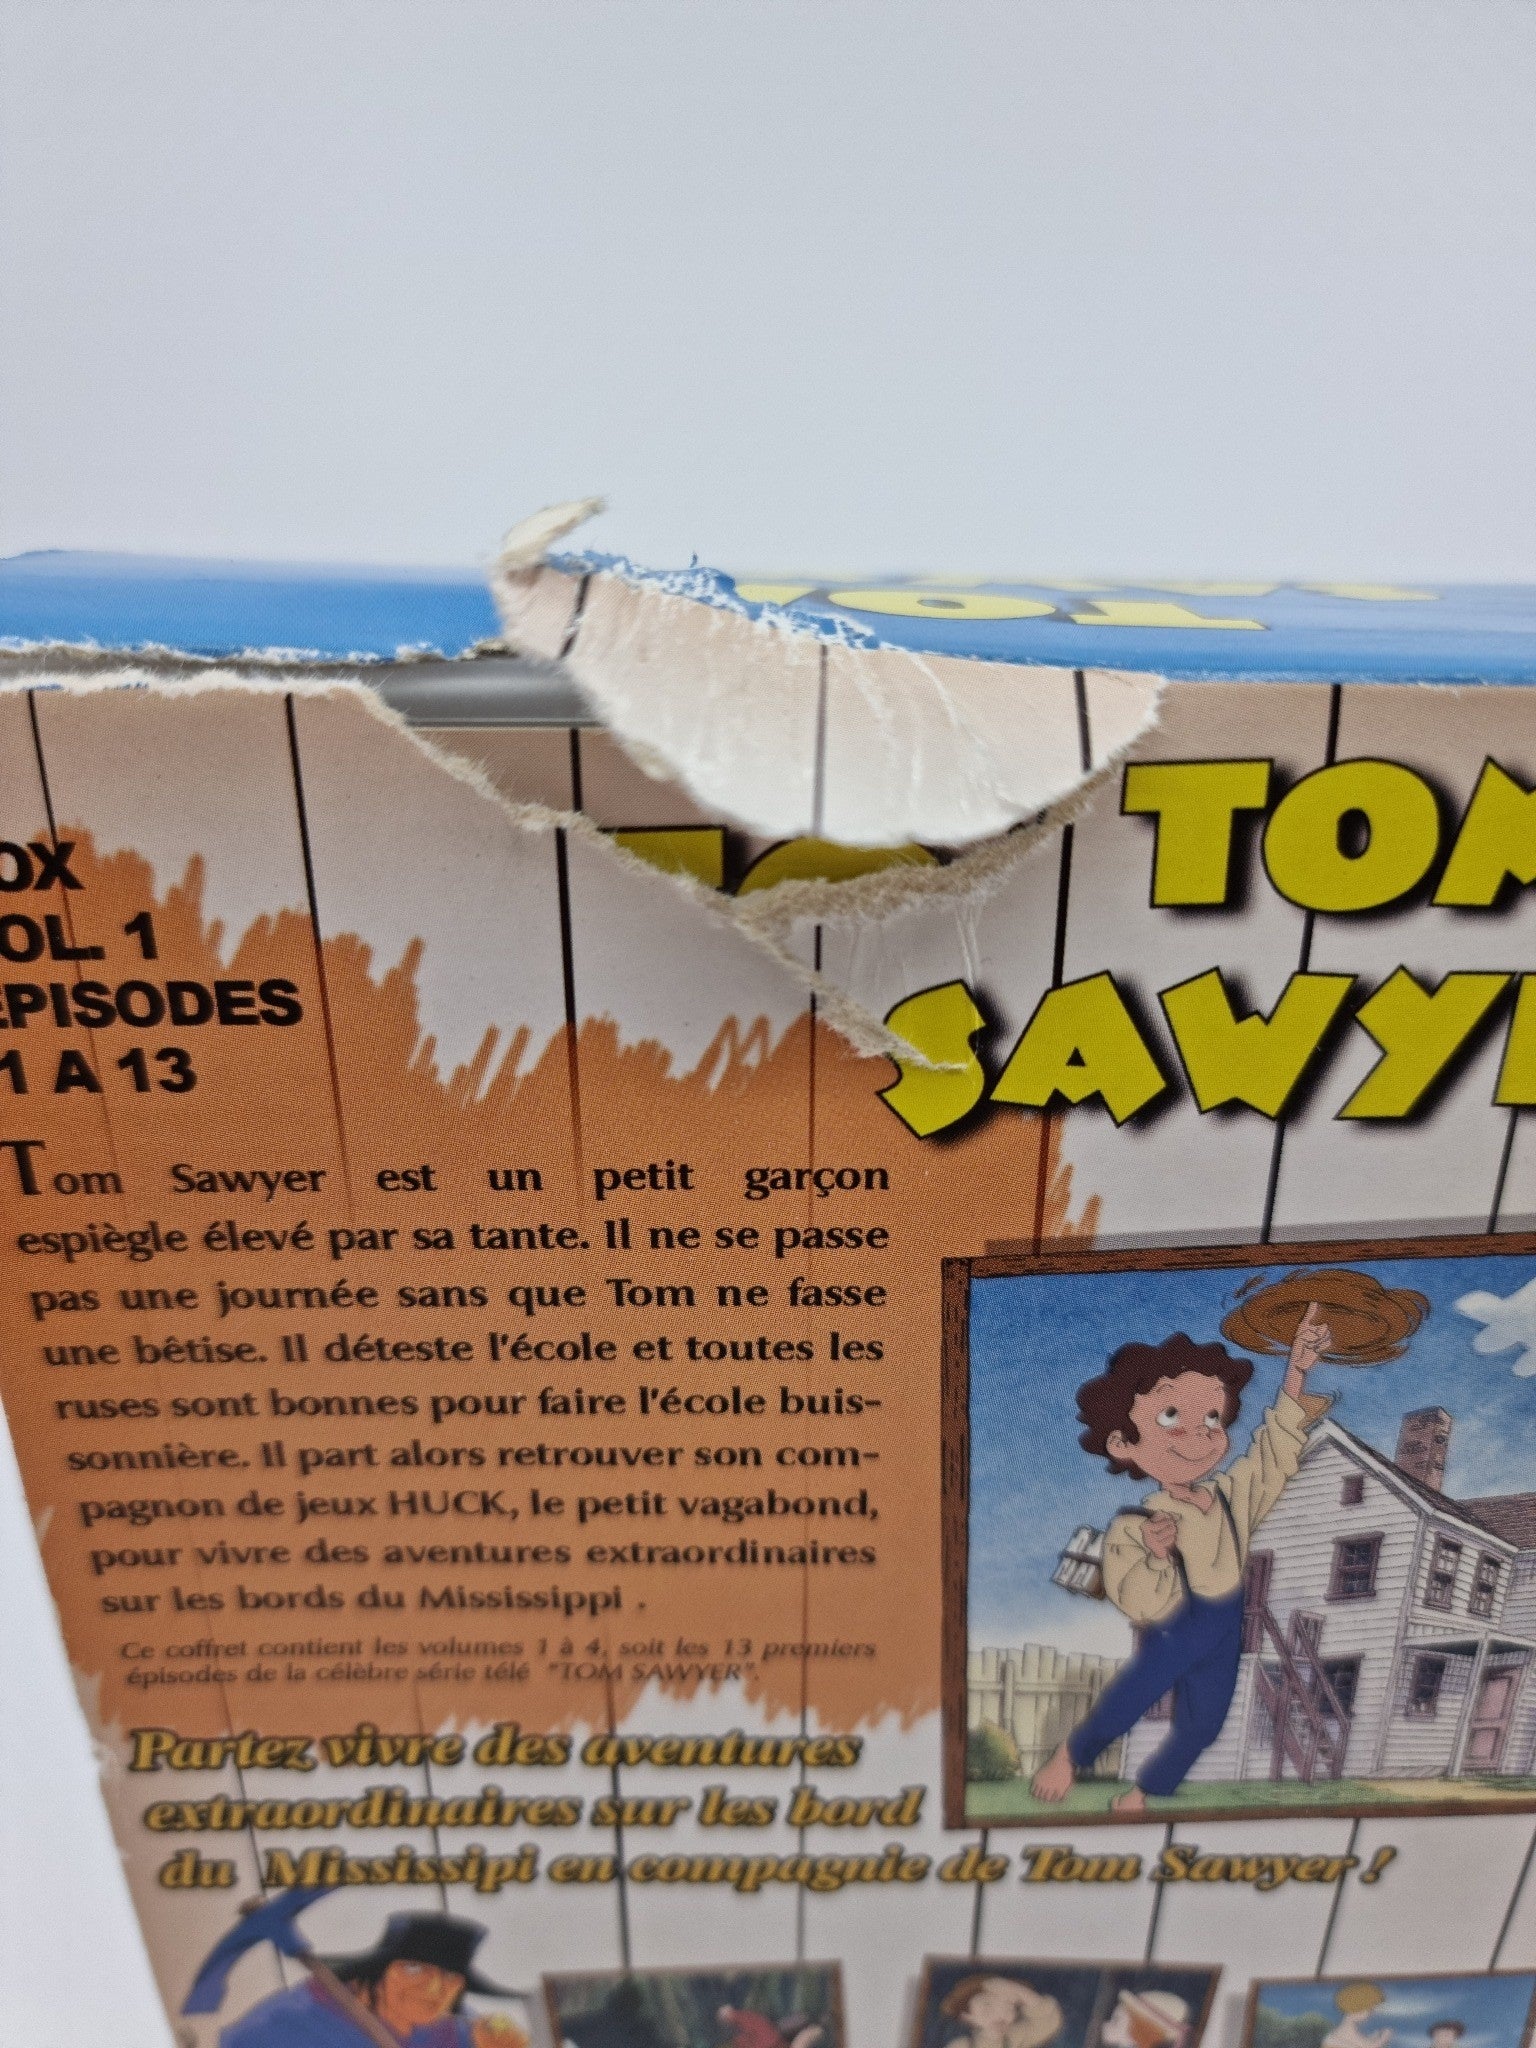 TO
TOM
SAWYE
OX
OL. 1
EPISODES
1 A 13
Tom Sawyer est un petit garçon
espiègle élevé par sa tante. Il ne se passe
pas une journée sans que Tom ne fasse
une bêtise. Il déteste l'école et toutes les
ruses sont bonnes pour faire l'école buis-
sonnière. Il part alors retrouver son com-
pagnon de jeux HUCK, le petit vagabond,
pour vivre des aventures extraordinaires
sur les bords du Mississippi .
Ce coffret contient les volumes 1 à 4, soit les 13 premiers
épisodes de la célèbre série télé "TOM SAWYER".
Partez vivre des aventures
extraordinaires sur les bord
du Mississipi en compagnie de Tom Sawyer !